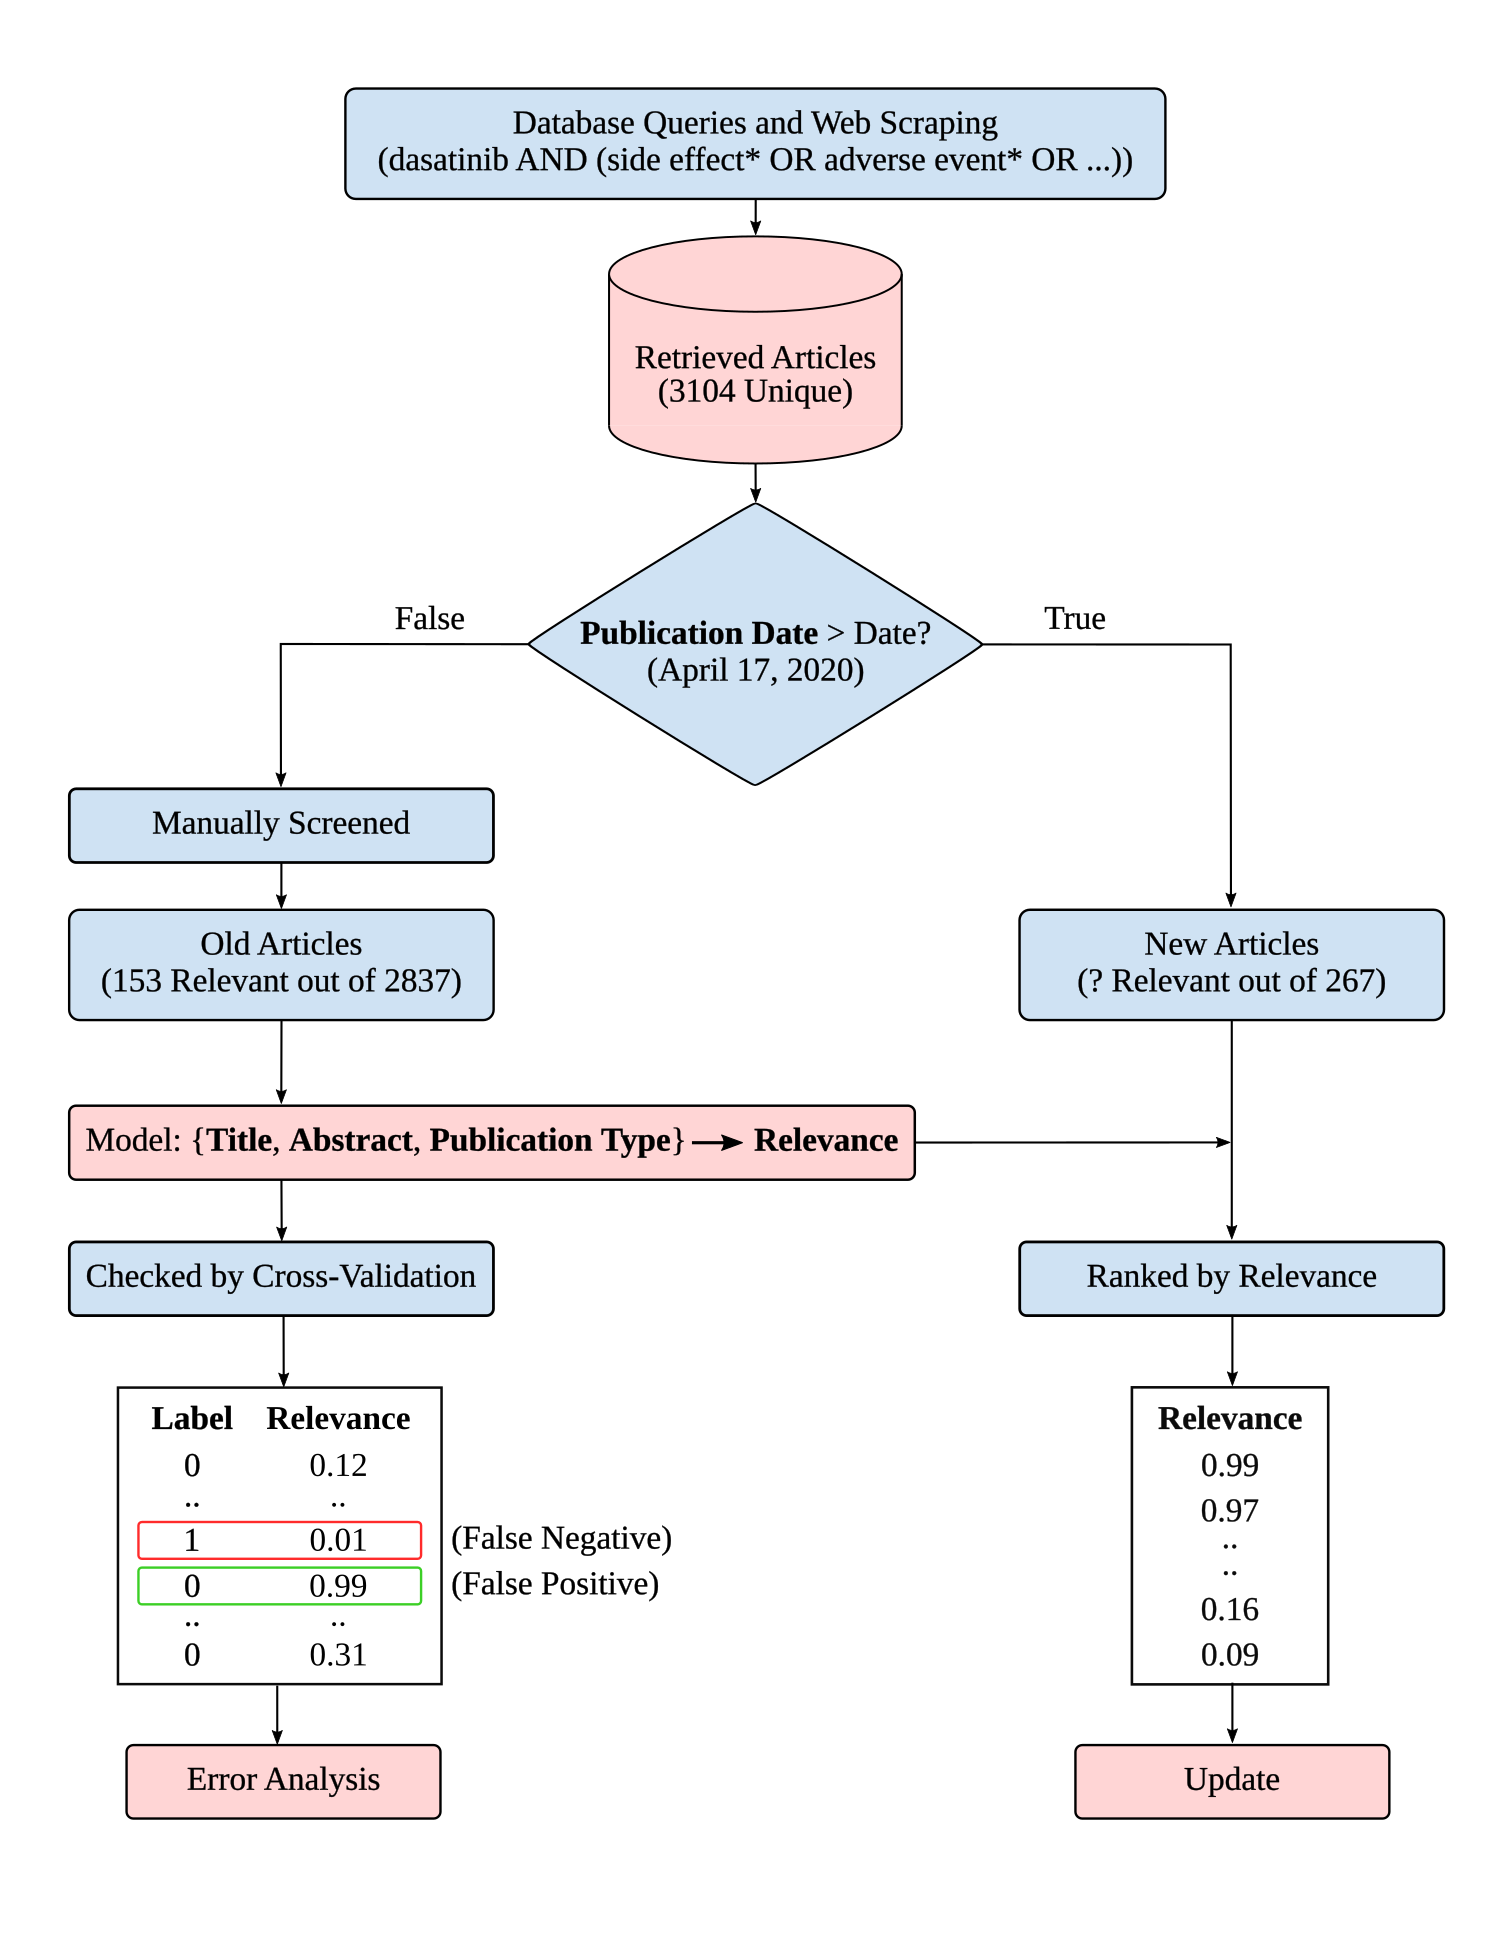 Database Queries and Web Scraping
(dasatinib AND (side effect* OR adverse event* OR ...))
Retrieved Articles
(3104 Unique)
False
True
Publication Date > Date?
(April 17, 2020)
Manually Screened
Old Articles
(153 Relevant out of 2837)
New Articles
(? Relevant out of 267)
Model: {Title, Abstract, Publication Type} → Relevance
Checked by Cross-Validation
Ranked by Relevance
Label Relevance
0 0.12
.. ..
1 0.01 (False Negative)
0 0.99 (False Positive)
.. ..
0 0.31
Relevance
0.99
0.97
..
..
0.16
0.09
Error Analysis
Update